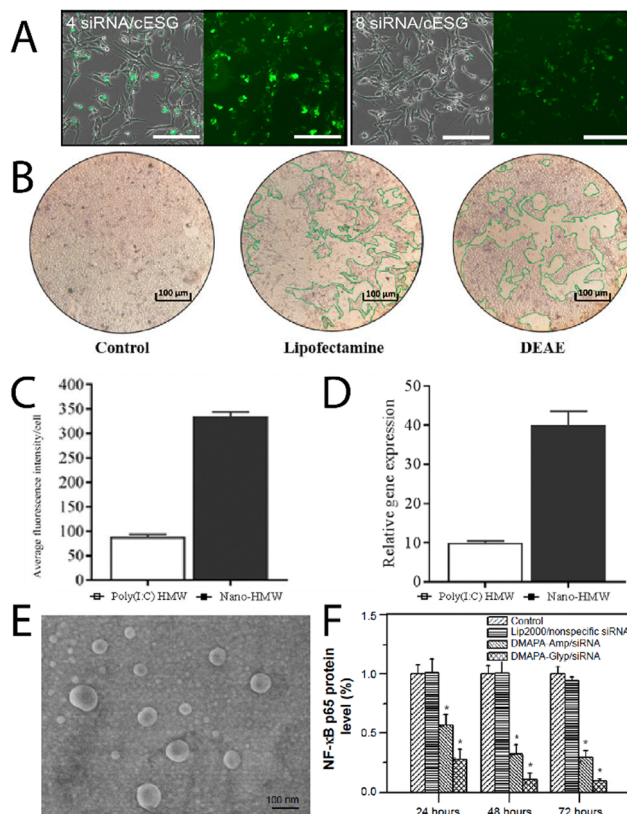 A
4 siRNA/cESG
8 siRNA/cESG
B
100 µm
100 µm
100 µm
Control
Lipofectamine
DEAE
C
Average fluorescence intensity/cell
400
350
300
250
200
150
100
50
0
Poly(I:C) HMW
Nano-HMW
D
Relative gene expression
50
40
30
20
10
0
Poly(I:C) HMW
Nano-HMW
E
100 nm
F
NF-κB p65 protein
level (%)
1.5
1.0
0.5
0.0
Control
Lip2000/nonspecific siRNA
DMAPA-Amp/siRNA
DMAPA-Glyp/siRNA
*
*
*
*
*
*
24 hours
48 hours
72 hours